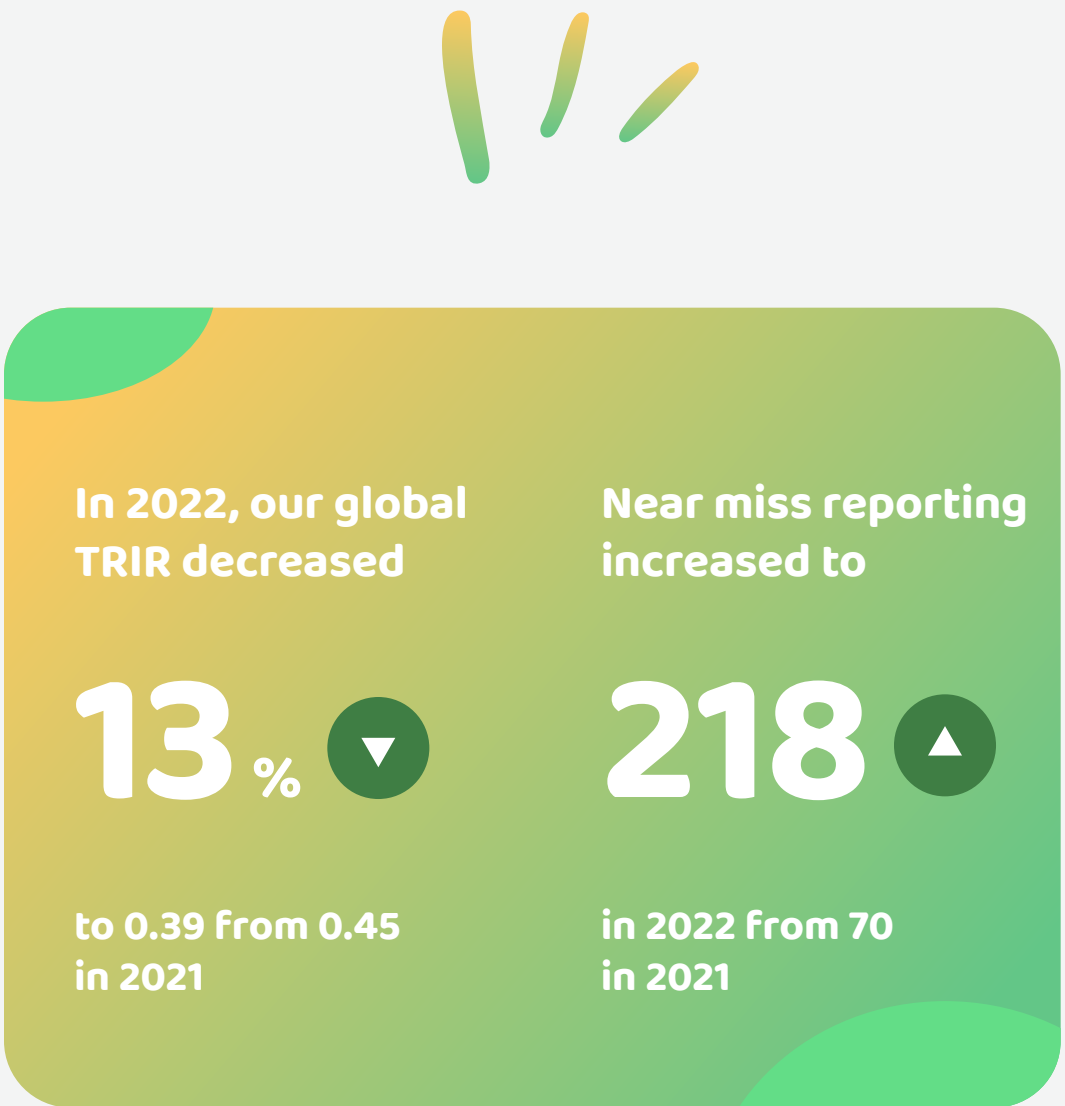 In 2022, our global
TRIR decreased
13 %
to 0.39 from 0.45
in 2021
Near miss reporting
increased to
218
in 2022 from 70
in 2021